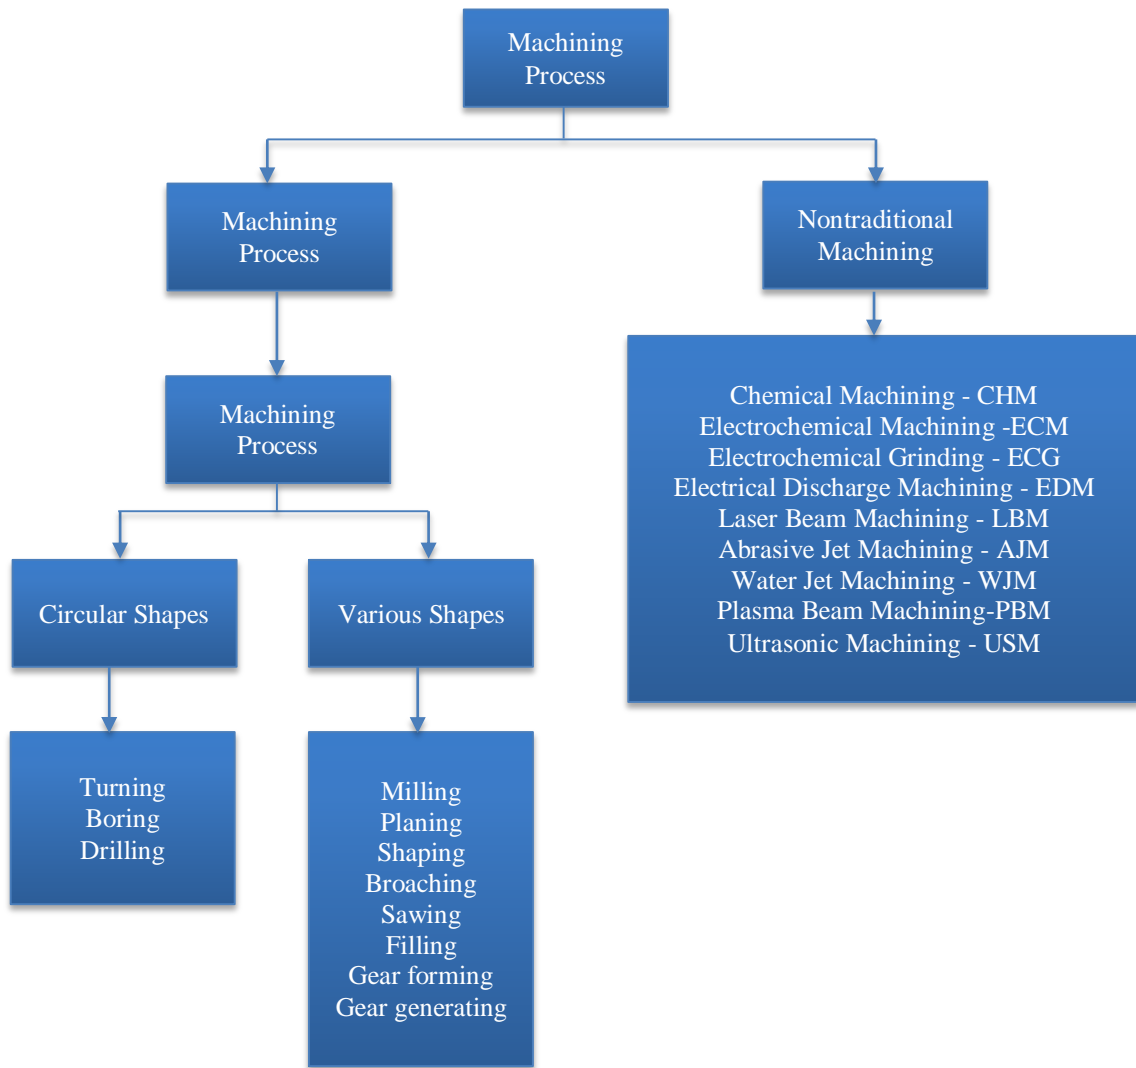 Machining
Process
Machining
Process
Nontraditional
Machining
Machining
Process
Chemical Machining - CHM
Electrochemical Machining -ECM
Electrochemical Grinding - ECG
Electrical Discharge Machining - EDM
Laser Beam Machining - LBM
Abrasive Jet Machining - AJM
Water Jet Machining - WJM
Plasma Beam Machining-PBM
Ultrasonic Machining - USM
Circular Shapes
Various Shapes
Turning
Boring
Drilling
Milling
Planing
Shaping
Broaching
Sawing
Filling
Gear forming
Gear generating